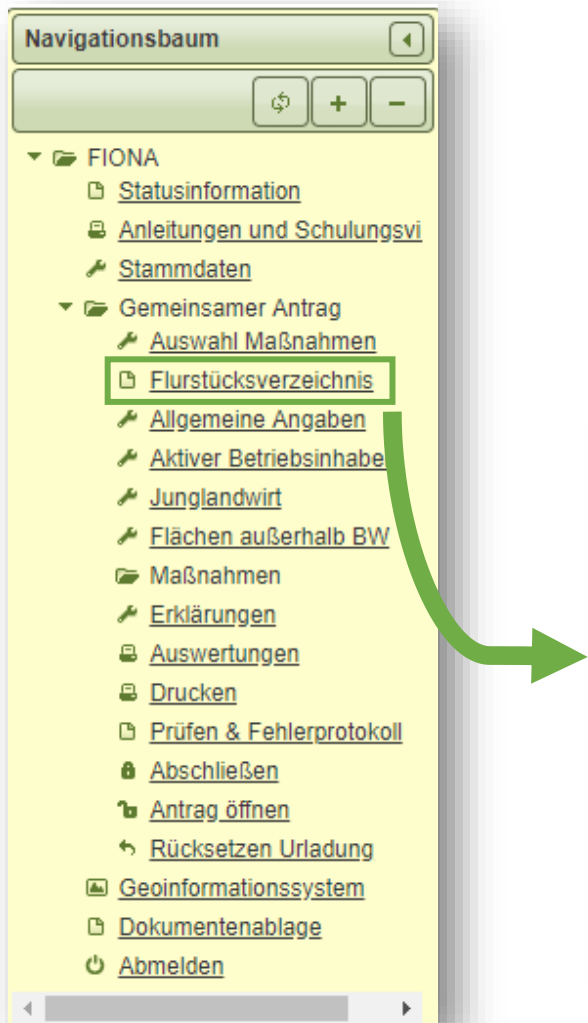 Navigationsbaum
FIONA
Statusinformation
Anleitungen und Schulungsvi
Stammdaten
Gemeinsamer Antrag
Auswahl Maßnahmen
Flurstücksverzeichnis
Allgemeine Angaben
Aktiver Betriebsinhabe
Junglandwirt
Flächen außerhalb BW
Maßnahmen
Erklärungen
Auswertungen
Drucken
Prüfen & Fehlerprotokoll
Abschließen
Antrag öffnen
Rücksetzen Urladung
Geoinformationssystem
Dokumentenablage
Abmelden